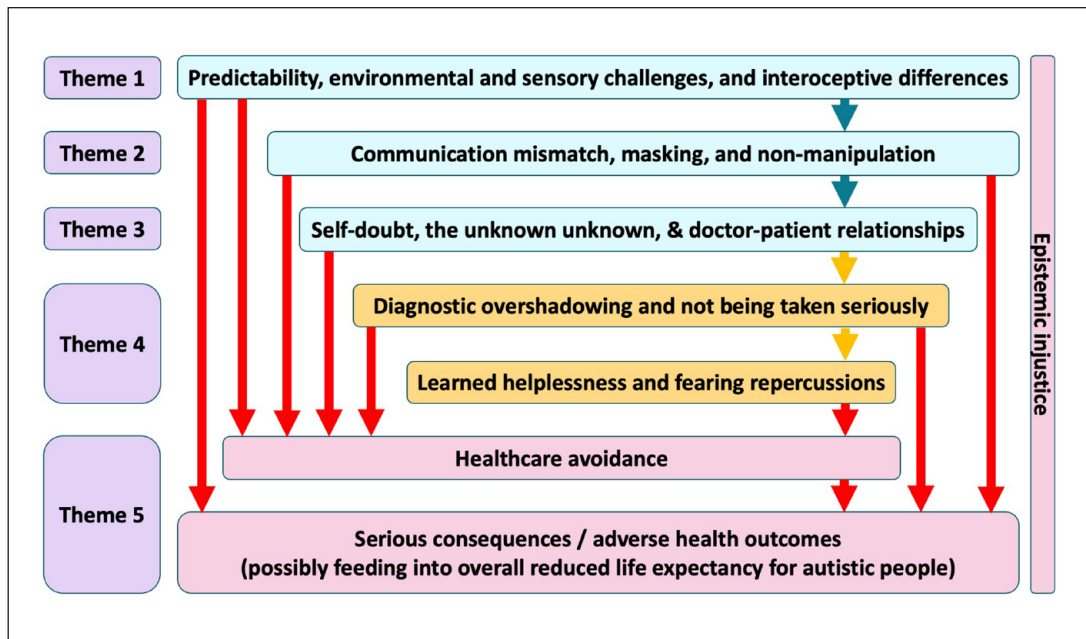 Theme 1
Predictability, environmental and sensory challenges, and interoceptive differences
Theme 2
Communication mismatch, masking, and non-manipulation
Theme 3
Self-doubt, the unknown unknown, & doctor-patient relationships
Theme 4
Diagnostic overshadowing and not being taken seriously
Learned helplessness and fearing repercussions
Theme 5
Healthcare avoidance
Serious consequences / adverse health outcomes
(possibly feeding into overall reduced life expectancy for autistic people)
Epistemic injustice